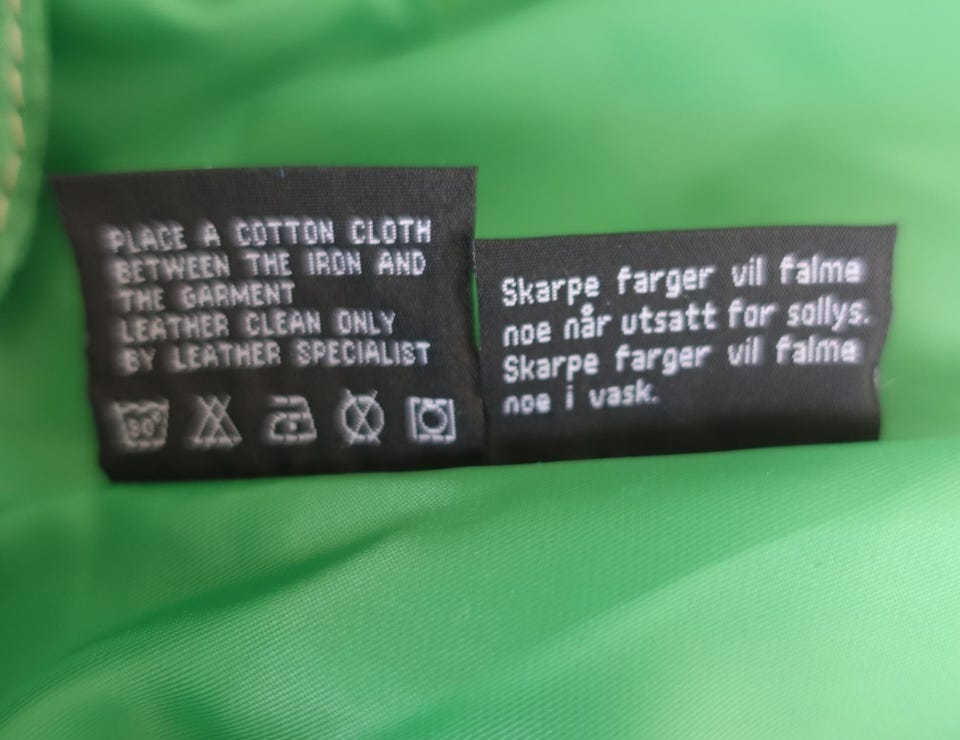 PLACE A COTTON CLOTH
BETWEEN THE IRON AND
THE GARMENT
LEATHER CLEAN ONLY
BY LEATHER SPECIALIST
30°
Skarpe farger vil falme
noe når utsatt for sollys.
Skarpe farger vil falme
noe i vask.